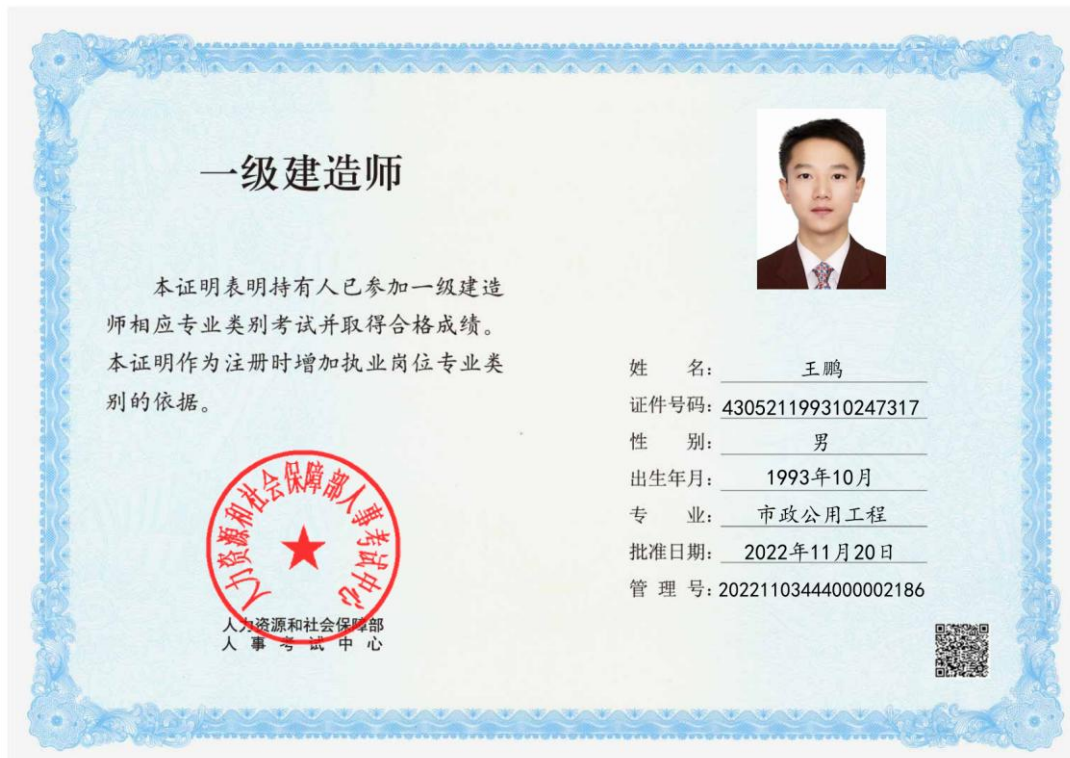 一级建造师
本证明表明持有人已参加一级建造
师相应专业类别考试并取得合格成绩。
本证明作为注册时增加执业岗位专业类
别的依据。
人力资源和社会保障部人事考试中心
人力资源和社会保障部
人事考试中心
姓名：王鹏
证件号码：430521199310247317
性别：男
出生年月：1993年10月
专业：市政公用工程
批准日期：2022年11月20日
管理号：20221103444000002186